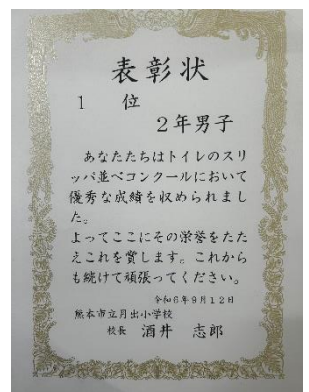 表彰状
1 位
2年男子
あなたたちはトイレのスリ
ッパ並べコンクールにおいて
優秀な成績を収められまし
た。
よってここにその栄誉をたた
えこれを賞します。これから
も続けて頑張ってください。
令和6年9月12日
熊本市立月出小学校
校長 酒井 志郎